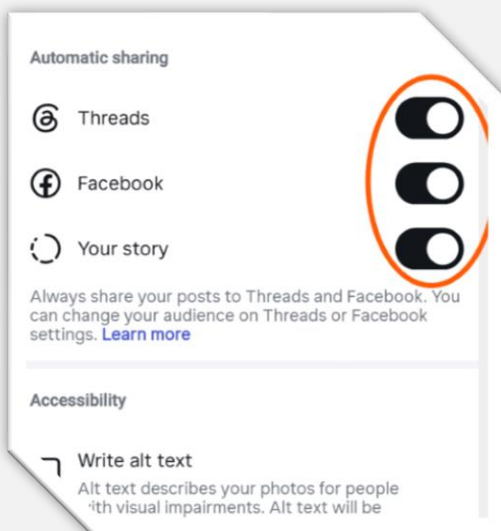 Automatic sharing
Threads
Facebook
Your story
Always share your posts to Threads and Facebook. You
can change your audience on Threads or Facebook
settings. Learn more
Accessibility
Write alt text
Alt text describes your photos for people
visual impairments. Alt text will be